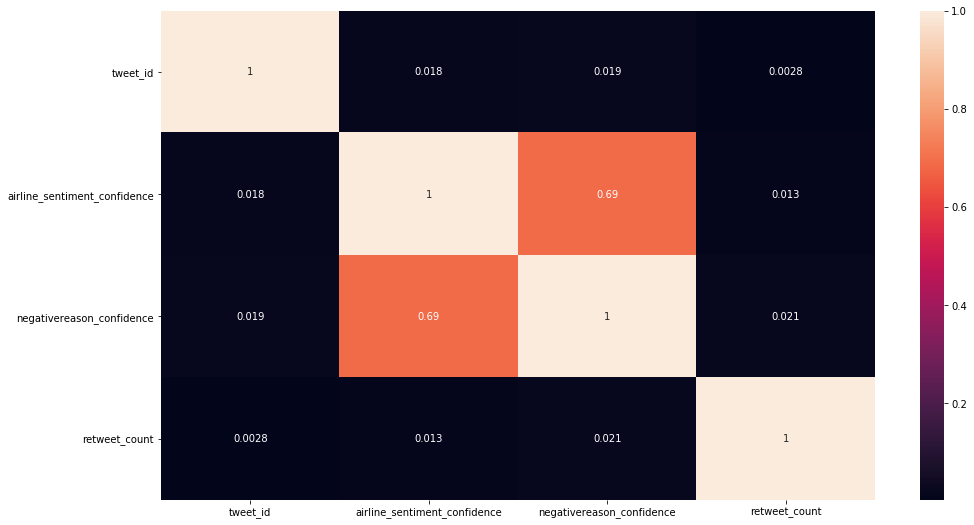 tweet_id 1 0.018 0.019 0.0028
airline_sentiment_confidence 0.018 1 0.69 0.013
negativereason_confidence 0.019 0.69 1 0.021
retweet_count 0.0028 0.013 0.021 1
tweet_id airline_sentiment_confidence negativereason_confidence retweet_count
1.0
0.8
0.6
0.4
0.2